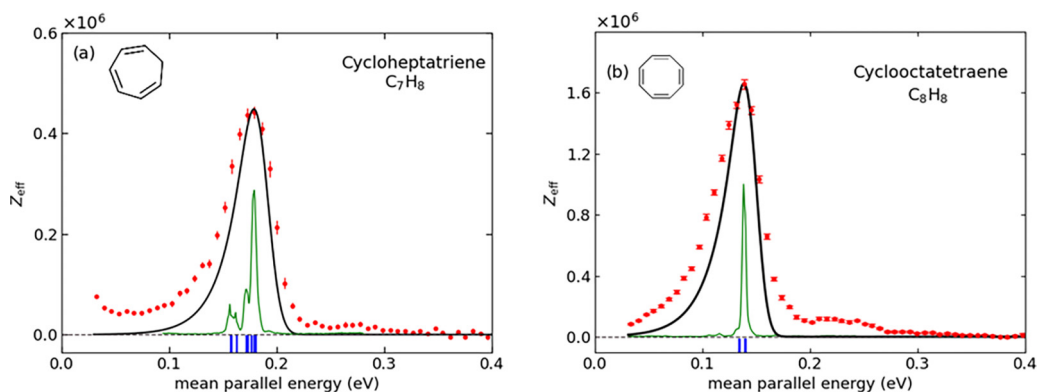 ×10⁶
0.6
(a)
Cycloheptatriene
C₇H₈
0.4
Z_eff
0.2
0.0
0.0 0.1 0.2 0.3 0.4
mean parallel energy (eV)
×10⁶
(b)
Cyclooctatetraene
C₈H₈
1.6
1.2
Z_eff
0.8
0.4
0.0
0.0 0.1 0.2 0.3 0.4
mean parallel energy (eV)